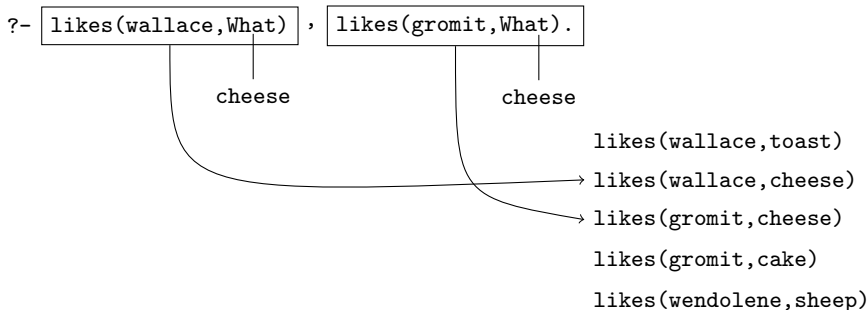 ?- likes(wallace,What) , likes(gromit,What).
cheese cheese
likes(wallace,toast)
likes(wallace,cheese)
likes(gromit,cheese)
likes(gromit,cake)
likes(wendolene,sheep)